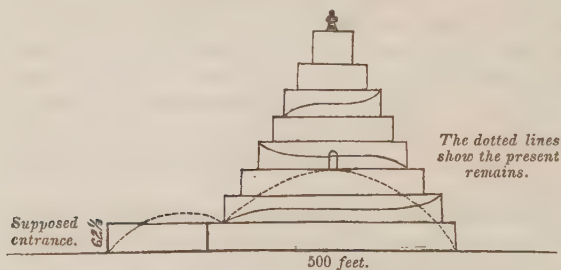 The dotted lines
show the present
remains.
Supposed
entrance.
62½
500 feet.